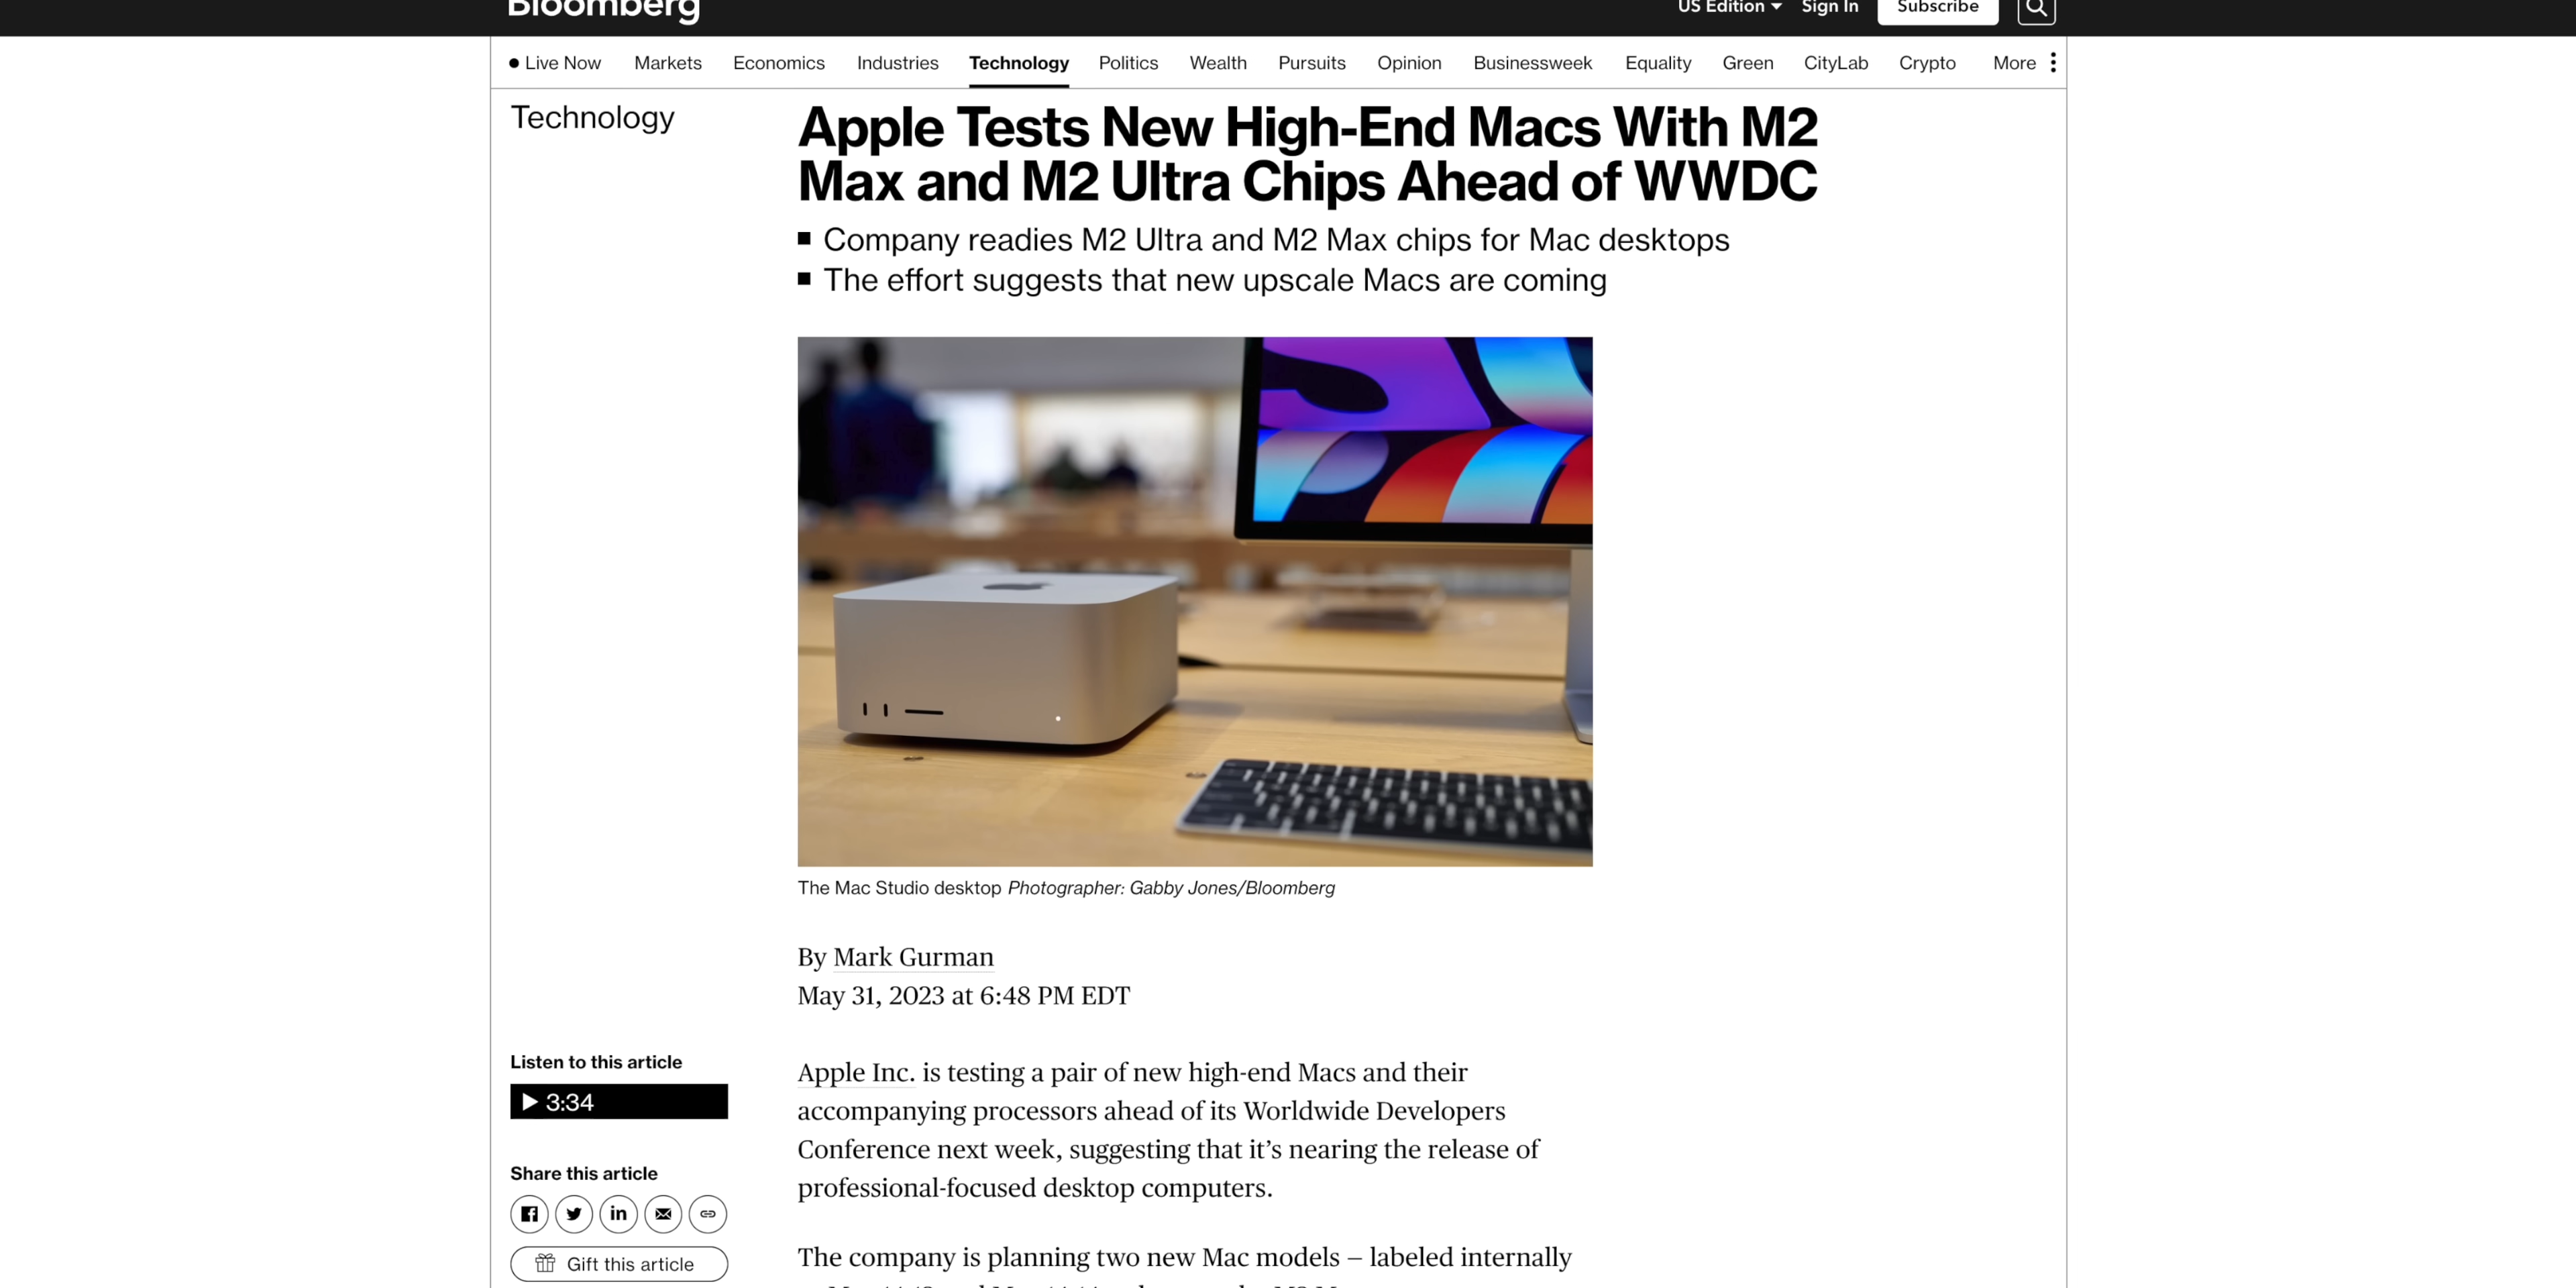 Bloomberg
US Edition
Sign In
Subscribe
Live Now
Markets
Economics
Industries
Technology
Politics
Wealth
Pursuits
Opinion
Businessweek
Equality
Green
CityLab
Crypto
More
Technology
Apple Tests New High-End Macs With M2
Max and M2 Ultra Chips Ahead of WWDC
Company readies M2 Ultra and M2 Max chips for Mac desktops
The effort suggests that new upscale Macs are coming
The Mac Studio desktop Photographer: Gabby Jones/Bloomberg
By Mark Gurman
May 31, 2023 at 6:48 PM EDT
Listen to this article
3:34
Share this article
in
Gift this article
Apple Inc. is testing a pair of new high-end Macs and their
accompanying processors ahead of its Worldwide Developers
Conference next week, suggesting that it’s nearing the release of
professional-focused desktop computers.
The company is planning two new Mac models – labeled internally